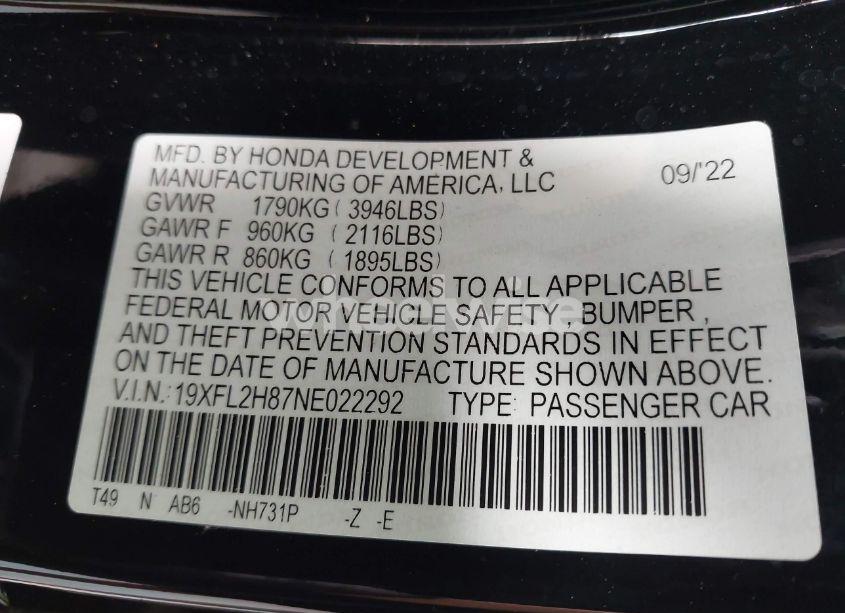 MFD. BY HONDA DEVELOPMENT &
MANUFACTURING OF AMERICA, LLC 09/'22
GVWR 1790KG ( 3946LBS)
GAWR F 960KG ( 2116LBS)
GAWR R 860KG ( 1895LBS)
THIS VEHICLE CONFORMS TO ALL APPLICABLE
FEDERAL MOTOR VEHICLE SAFETY , BUMPER ,
AND THEFT PREVENTION STANDARDS IN EFFECT
ON THE DATE OF MANUFACTURE SHOWN ABOVE.
V.I.N.:19XFL2H87NE022292 TYPE: PASSENGER CAR
T49 N AB6 -NH731P -Z -E